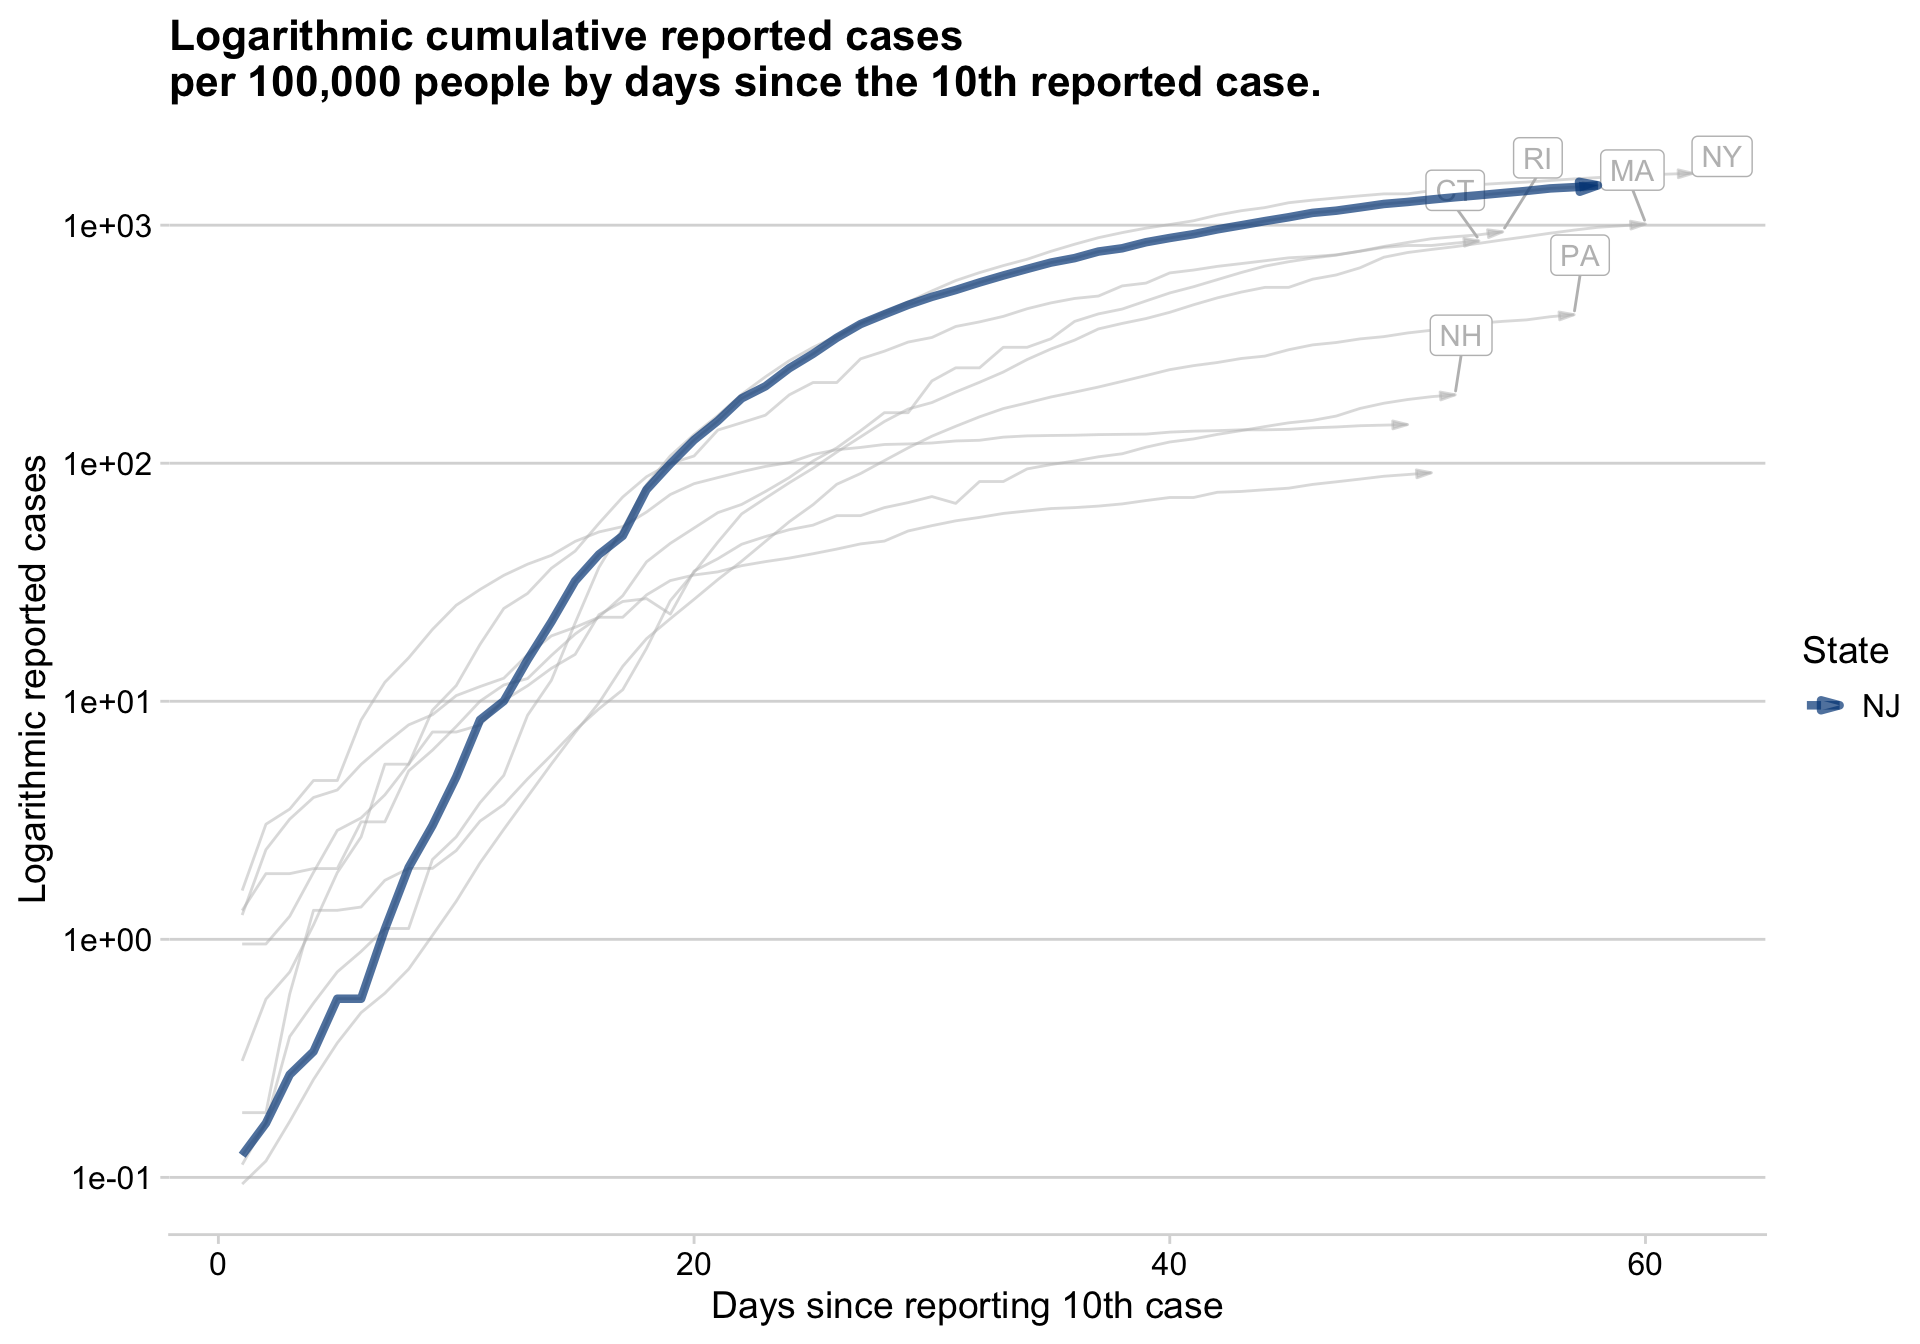 Logarithmic cumulative reported cases
per 100,000 people by days since the 10th reported case.
RI
NY
MA
CT
PA
NH
1e+03
1e+02
1e+01
1e+00
1e-01
Logarithmic reported cases
0
20
40
60
Days since reporting 10th case
State
NJ